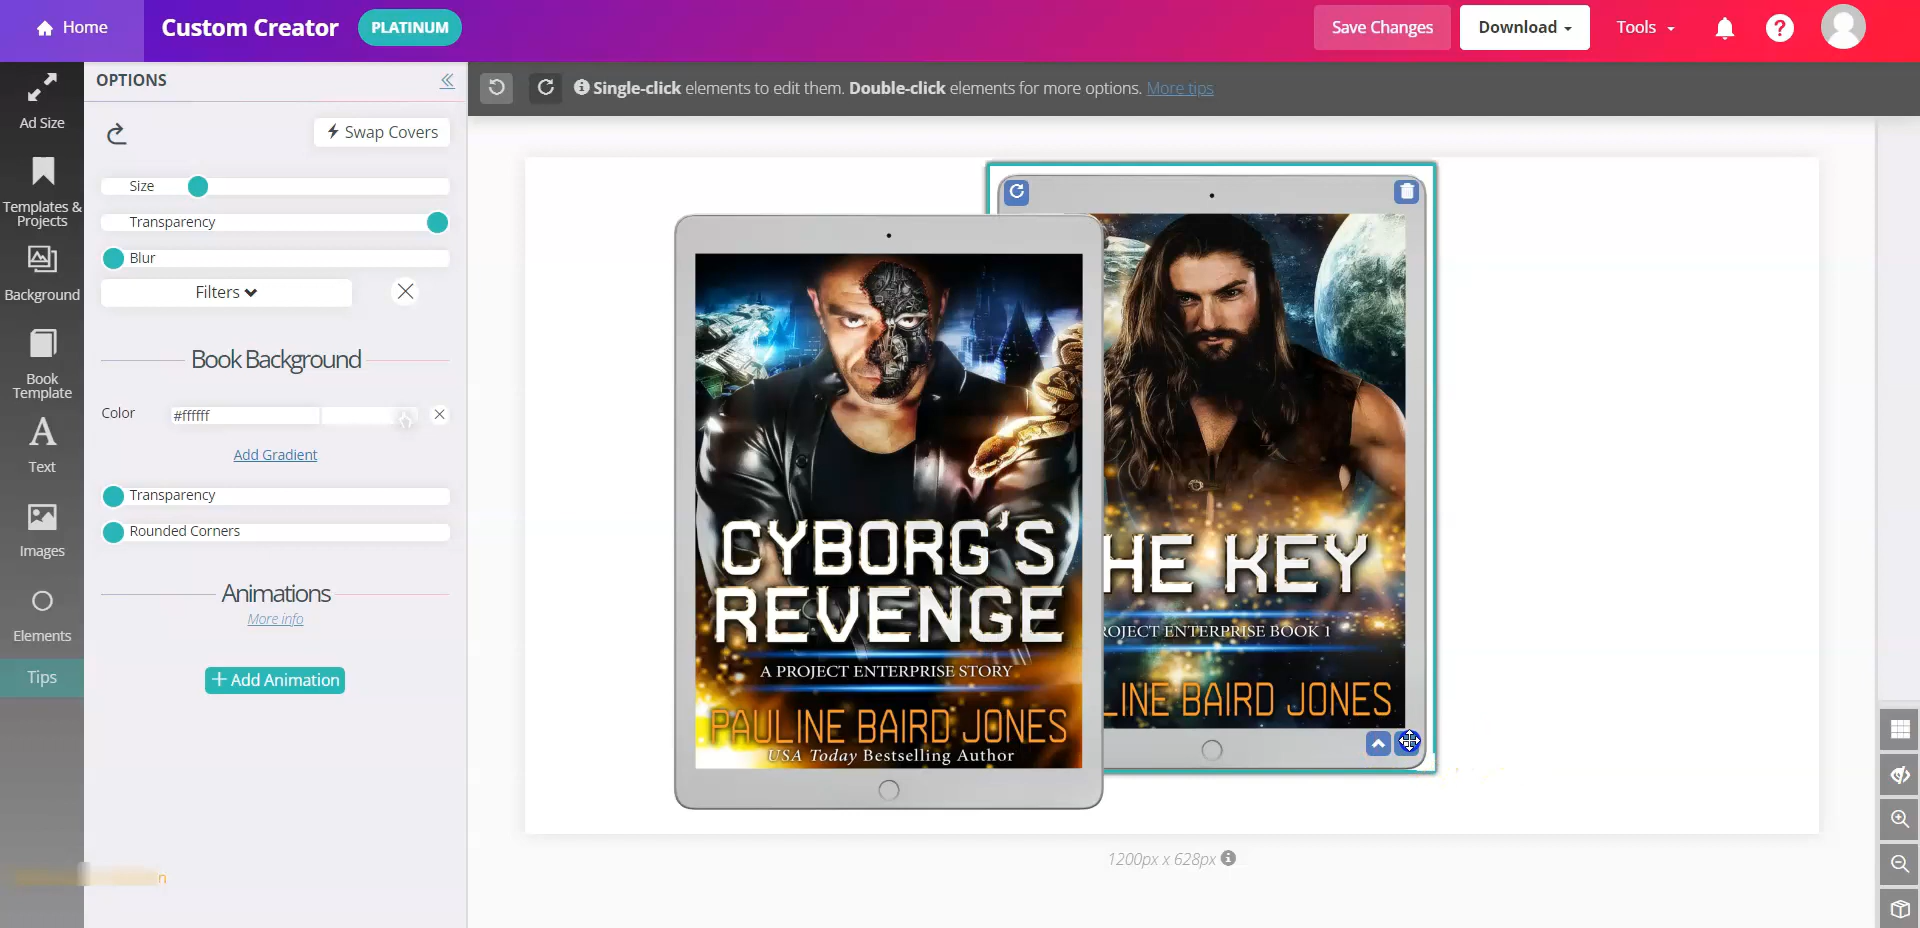 Home
Custom Creator
PLATINUM
Save Changes
Download
Tools
?
OPTIONS
Single-click elements to edit them. Double-click elements for more options. More tips
Ad Size
Templates &
Projects
Background
Book
Template
Text
Images
Elements
Tips
Swap Covers
Size
Transparency
Blur
Filters
Book Background
Color
#ffffff
Add Gradient
Transparency
Rounded Corners
Animations
More info
+ Add Animation
CYBORG'S
REVENGE
A PROJECT ENTERPRISE STORY
PAULINE BAIRD JONES
USA Today Bestselling Author
HE KEY
ROJECT ENTERPRISE BOOK 1
LINE BAIRD JONES
1200px x 628px